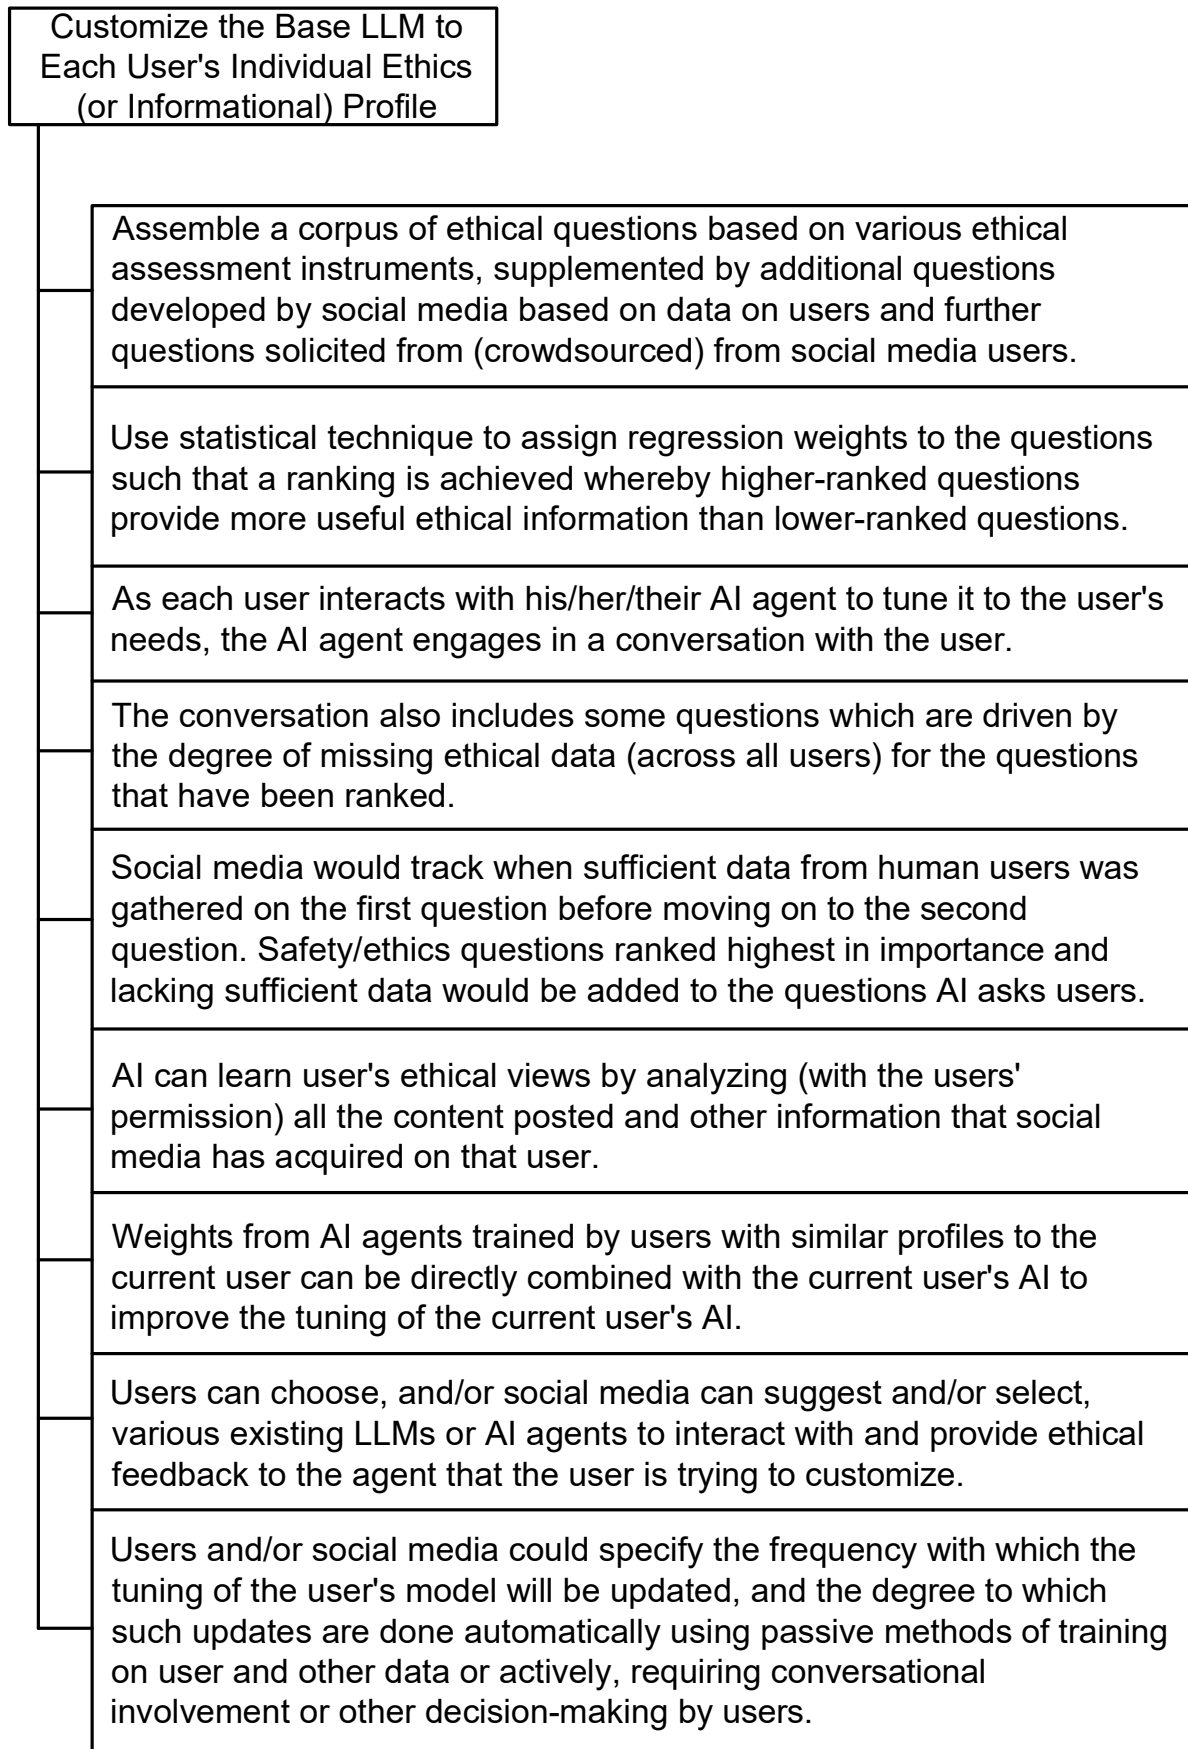 Customize the Base LLM to
Each User's Individual Ethics
(or Informational) Profile
Assemble a corpus of ethical questions based on various ethical
assessment instruments, supplemented by additional questions
developed by social media based on data on users and further
questions solicited from (crowdsourced) from social media users.
Use statistical technique to assign regression weights to the questions
such that a ranking is achieved whereby higher-ranked questions
provide more useful ethical information than lower-ranked questions.
As each user interacts with his/her/their AI agent to tune it to the user's
needs, the AI agent engages in a conversation with the user.
The conversation also includes some questions which are driven by
the degree of missing ethical data (across all users) for the questions
that have been ranked.
Social media would track when sufficient data from human users was
gathered on the first question before moving on to the second
question. Safety/ethics questions ranked highest in importance and
lacking sufficient data would be added to the questions AI asks users.
AI can learn user's ethical views by analyzing (with the users'
permission) all the content posted and other information that social
media has acquired on that user.
Weights from AI agents trained by users with similar profiles to the
current user can be directly combined with the current user's AI to
improve the tuning of the current user's AI.
Users can choose, and/or social media can suggest and/or select,
various existing LLMs or AI agents to interact with and provide ethical
feedback to the agent that the user is trying to customize.
Users and/or social media could specify the frequency with which the
tuning of the user's model will be updated, and the degree to which
such updates are done automatically using passive methods of training
on user and other data or actively, requiring conversational
involvement or other decision-making by users.